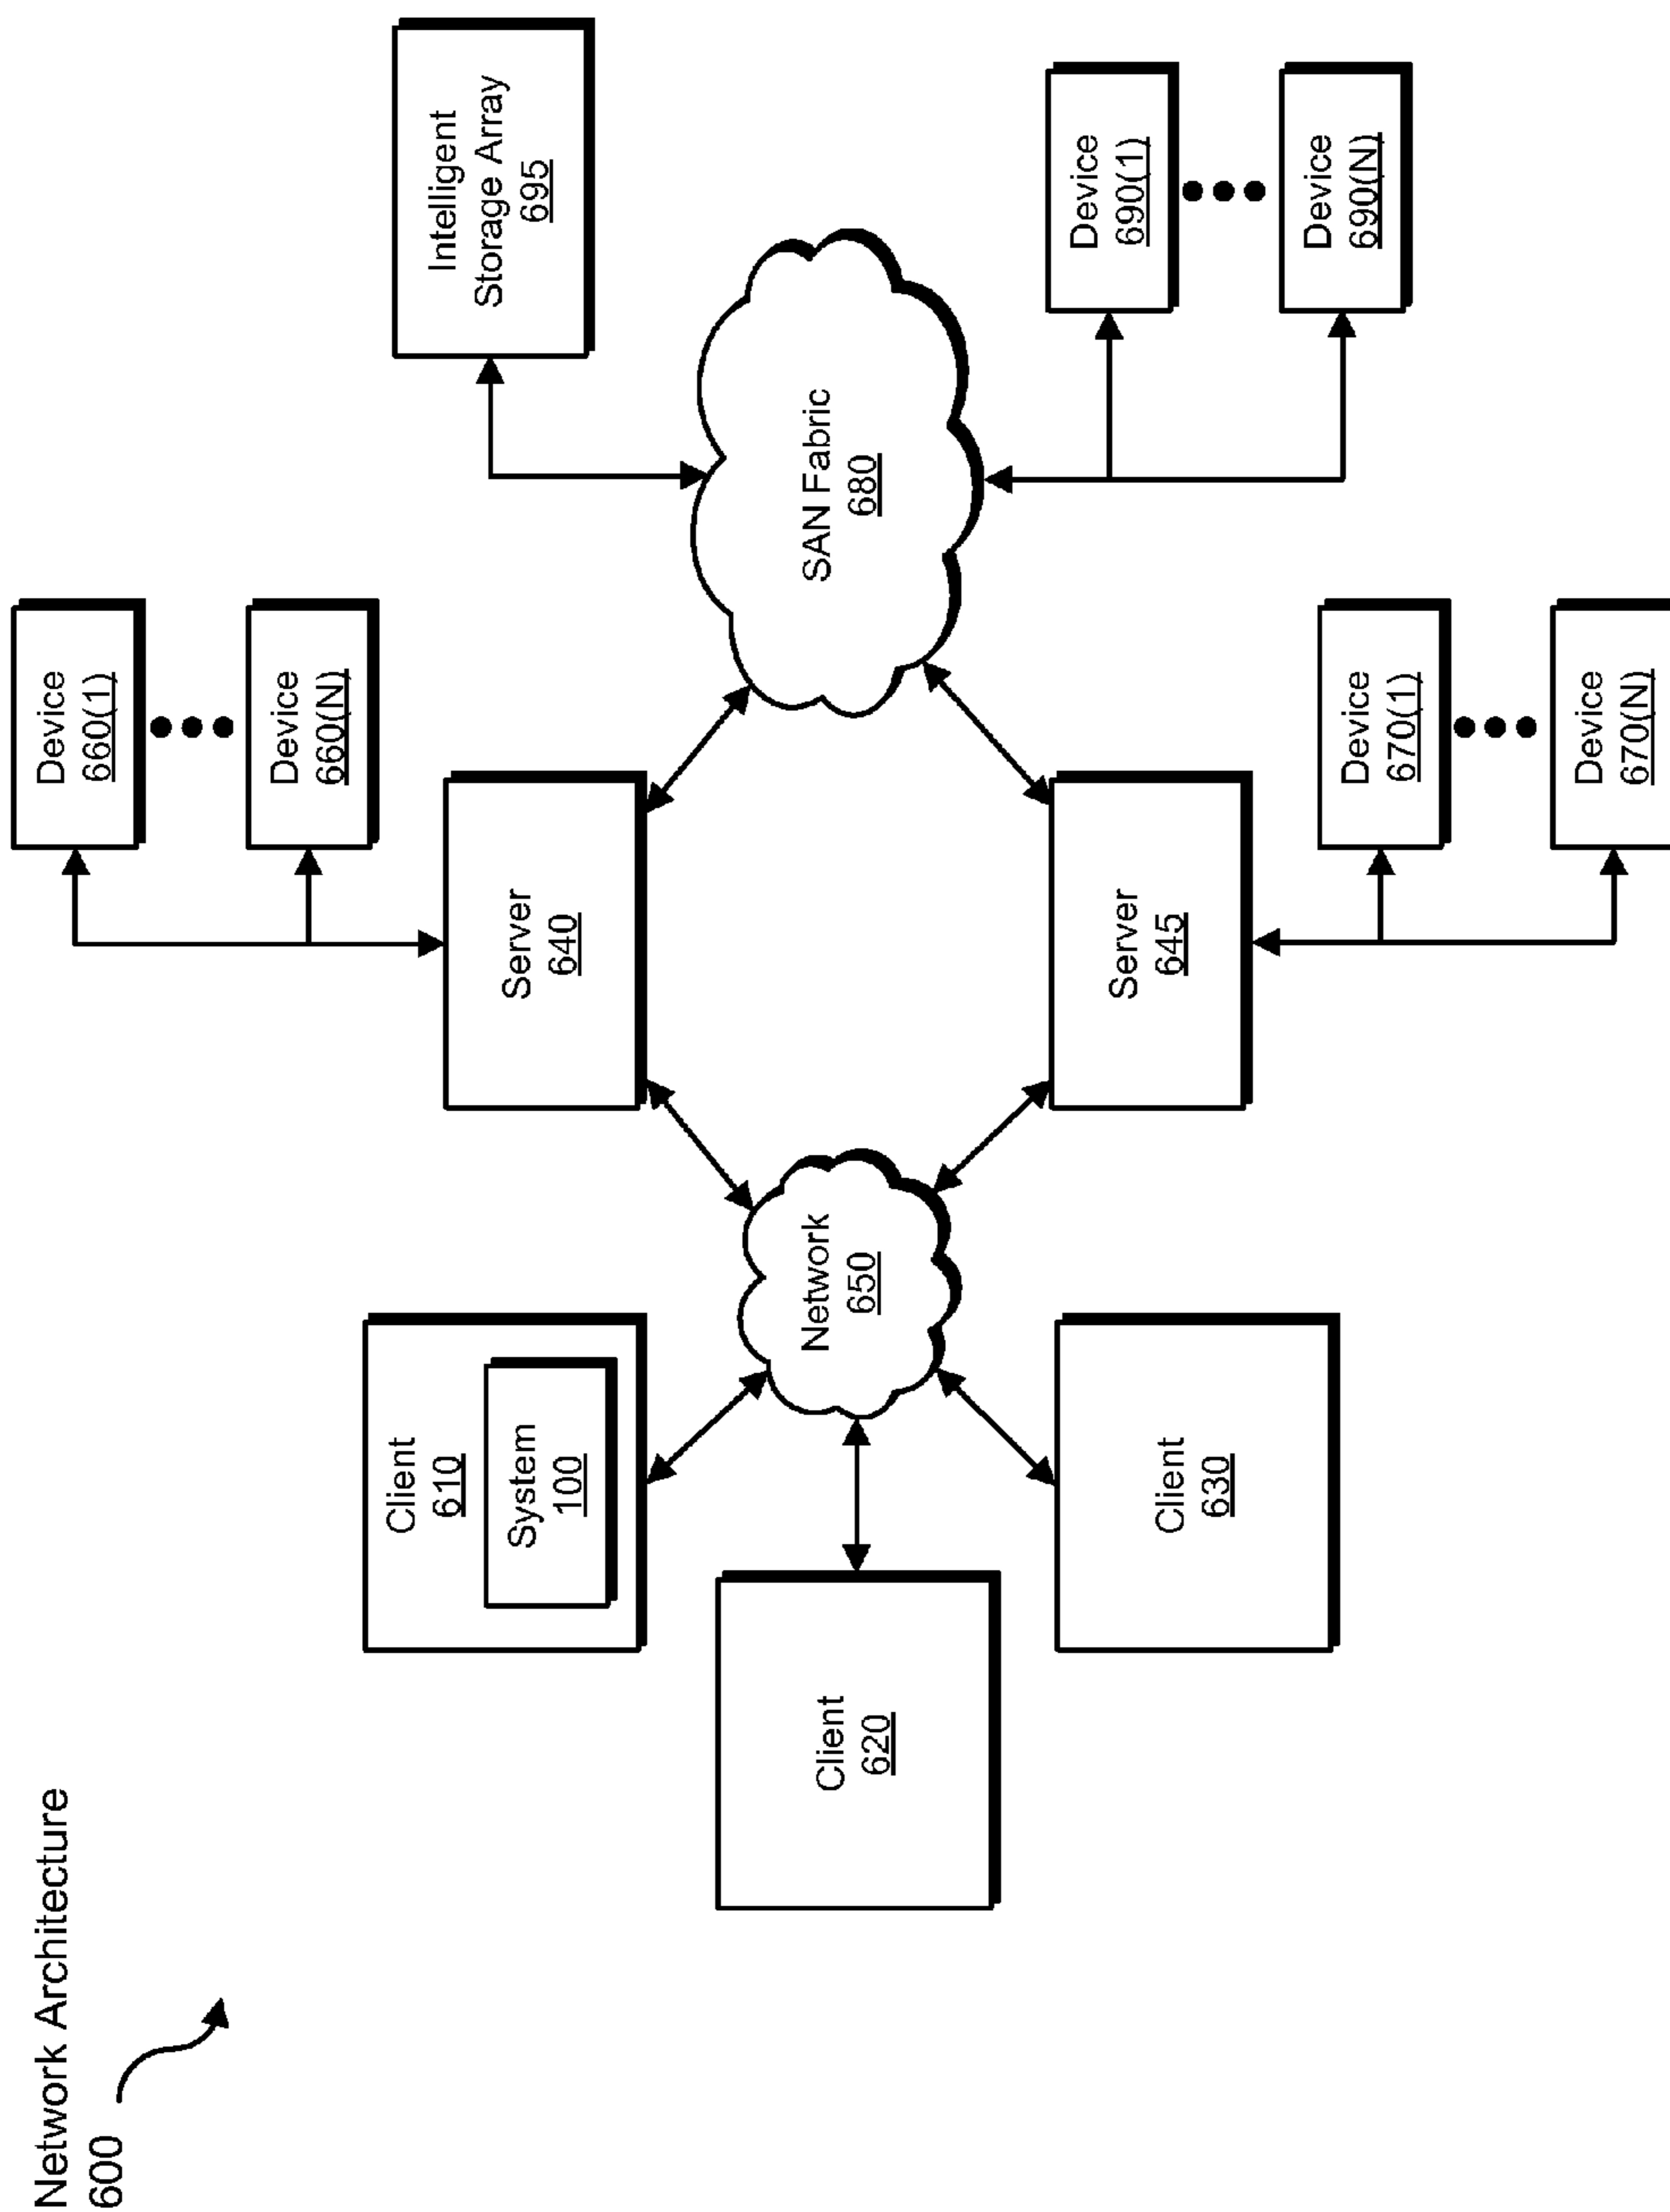 Network Architecture
600
Client
610
System
100
Client
620
Client
630
Network
650
Server
640
Server
645
Device
660(1)
Device
660(N)
Device
670(1)
Device
670(N)
SAN Fabric
680
Intelligent
Storage Array
695
Device
690(1)
Device
690(N)